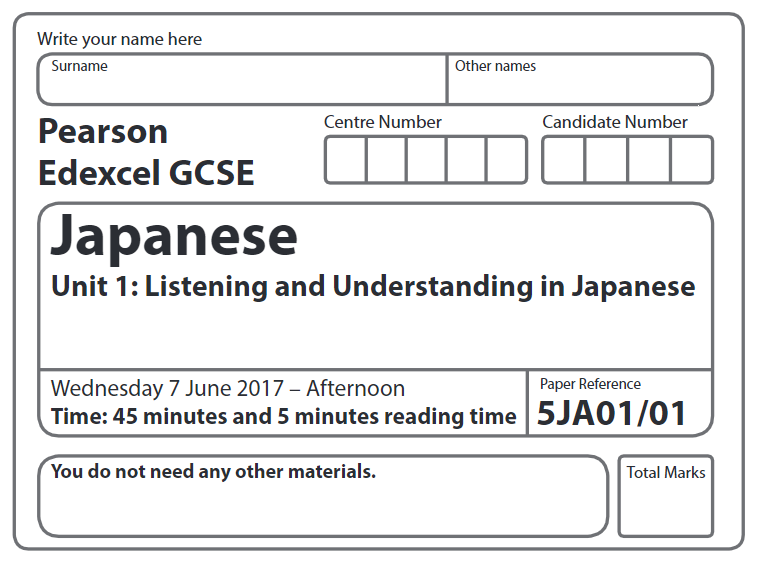 Write your name here
Surname
Other names
Pearson
Edexcel GCSE
Centre Number
Candidate Number
Japanese
Unit 1: Listening and Understanding in Japanese
Wednesday 7 June 2017 – Afternoon
Time: 45 minutes and 5 minutes reading time
Paper Reference
5JA01/01
You do not need any other materials.
Total Marks